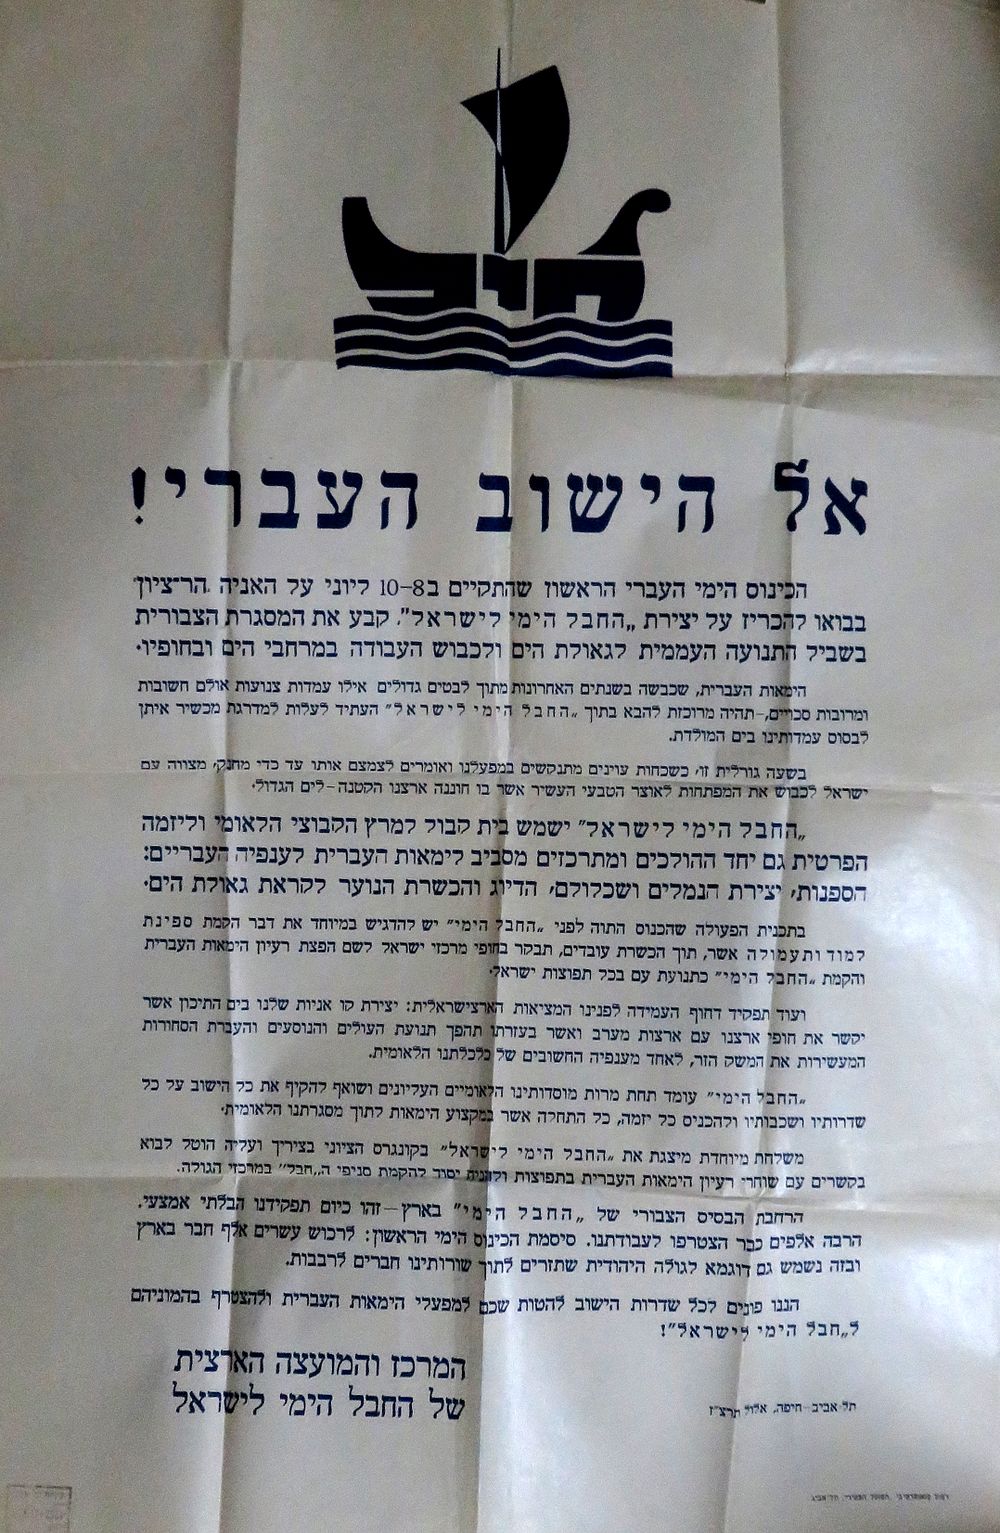 חיל
אל הישוב העברי!
הכינוס הימי העברי הראשון שהתקיים ב8–10 ליוני על האניה "הר־ציון"
בבואו להכריז על יצירת „החבל הימי לישראל", קבע את המסגרת הצבורית
בשביל התנועה העממית לגאולת הים ולכבוש העבודה במרחבי הים ובחופיו.
הימאות העברית, שכבשה בשנתים האחרונות מתוך לבטים גדולים אילו עמדות צנועות אולם חשובות
ומרובות סכויים,–תהיה מרוכזת להבא בתוך „החבל הימי לישראל" העתיד לעלות למדרגת מכשיר איתן
לבסוס עמדותינו בים המולדת.
בשעה גורלית זו, כשכחות עוינים מתנקשים במפעלנו ואומרים לצמצם אותו עד כדי מחנק, מצווה עם
ישראל לכבוש את המפתחות לאוצר הטבעי העשיר אשר בו חוננה ארצנו הקטנה–לים הגדול.
„החבל הימי לישראל" ישמש בית קבול למרץ הקבוצי הלאומי וליזמה
הפרטית גם יחד ההולכים ומתרכזים מסביב לימאות העברית לענפיה העבריים:
הספנות, יצירת הנמלים ושכלולם, הדיוג והכשרת הנוער לקראת גאולת הים.
בתכנית הפעולה שהכנוס התוה לפני „החבל הימי" יש להדגיש במיוחד את דבר הקמת ספינת
למוד ותעמולה אשר, תוך הכשרת עובדים, תבקר בחופי מרכזי ישראל לשם הפצת רעיון הימאות העברית
והקמת „החבל הימי" כתנועת עם בכל תפוצות ישראל.
ועוד תפקיד דחוף העמידה לפנינו המציאות הארצישראלית: יצירת קו אניות שלנו בים התיכון אשר
יקשר את חופי ארצנו עם ארצות מערב ואשר בעזרתו תהפך תנועת העולים והנוסעים והעברת הסחורות
המעשירות את המשק הזר, לאחד מענפיה החשובים של כלכלתנו הלאומית.
„החבל הימי" עומד תחת מרות מוסדותינו הלאומיים העליונים ושואף להקיף את כל הישוב על כל
שדרותיו ושכבותיו ולהכניס כל יזמה, כל התחלה אשר במקצוע הימאות לתוך מסגרתנו הלאומית.
משלחת מיוחדת מיצגת את „החבל הימי לישראל" בקונגרס הציוני בציריך ועליה הוטל לבוא
בקשרים עם שוחרי רעיון הימאות העברית בתפוצות ולהניח יסוד להקמת סניפי ה„חבל" במרכזי הגולה.
הרחבת הבסיס הצבורי של „החבל הימי" בארץ–זהו כיום תפקידנו הבלתי אמצעי.
הרבה אלפים כבר הצטרפו לעבודתנו. סיסמת הכינוס הימי הראשון: לרכוש עשרים אלף חבר בארץ
ובזה נשמש גם דוגמא לגולה היהודית שתזרים לתוך שורותינו חברים לרבבות.
הננו פונים לכל שדרות הישוב להטות שכם למפעלי הימאות העברית ולהצטרף בהמוניהם
ל„חבל הימי לישראל"!
המרכז והמועצה הארצית
של החבל הימי לישראל
תל־אביב–חיפה, אלול תרצ"ז